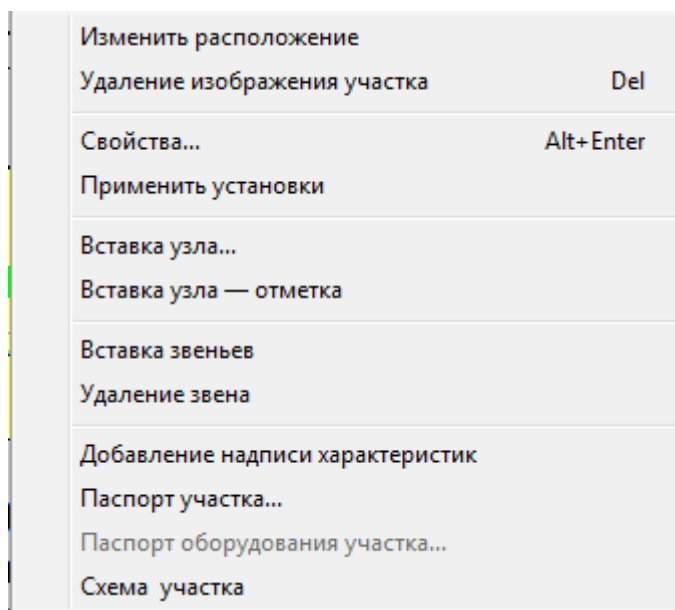 Изменить расположение
Удаление изображения участка Del
Свойства... Alt+Enter
Применить установки
Вставка узла...
Вставка узла — отметка
Вставка звеньев
Удаление звена
Добавление надписи характеристик
Паспорт участка...
Паспорт оборудования участка...
Схема участка